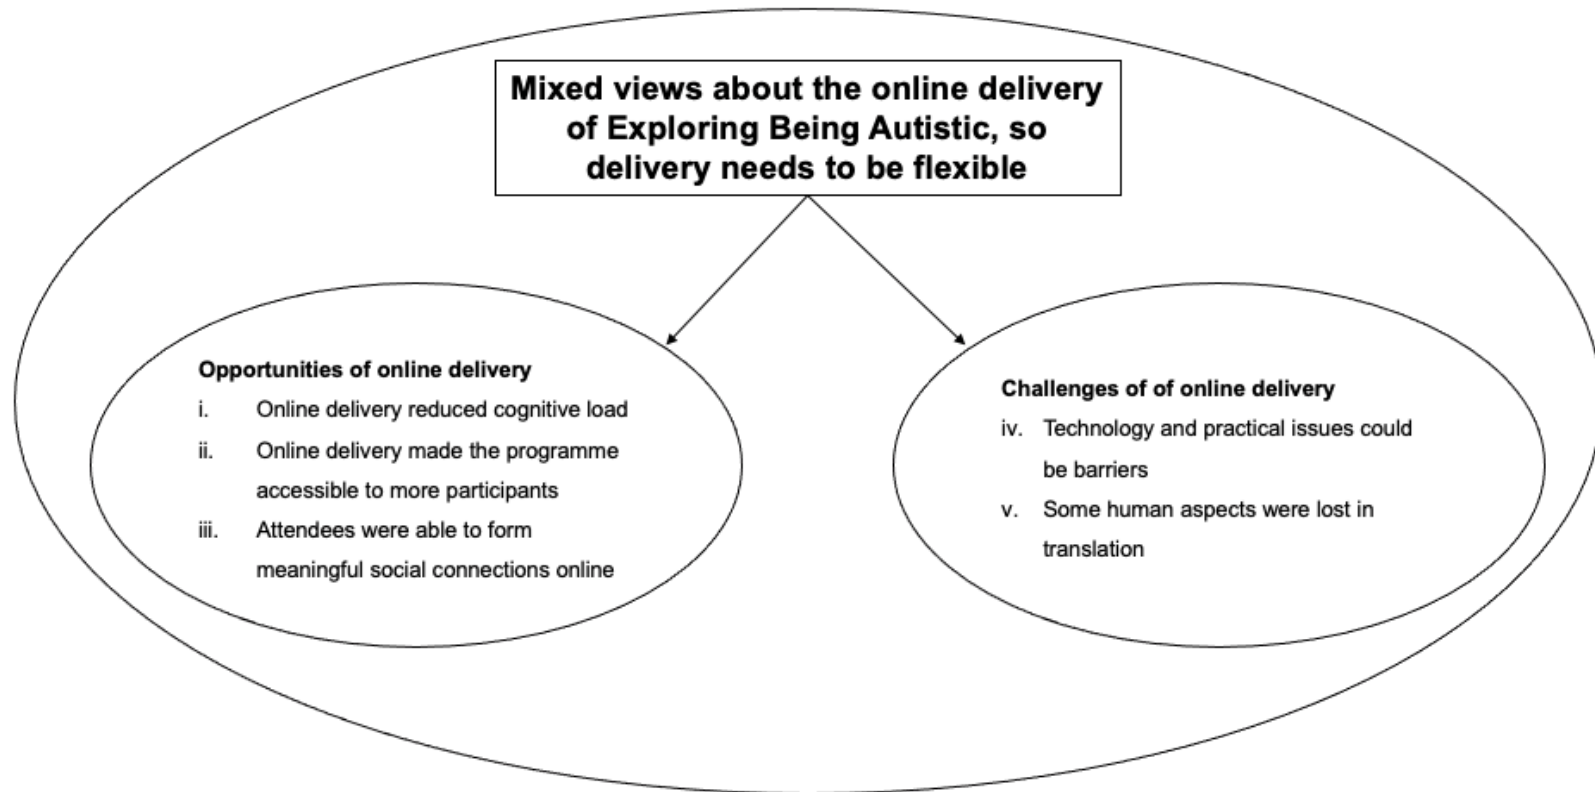 Mixed views about the online delivery
of Exploring Being Autistic, so
delivery needs to be flexible
Opportunities of online delivery
i. Online delivery reduced cognitive load
ii. Online delivery made the programme
accessible to more participants
iii. Attendees were able to form
meaningful social connections online
Challenges of of online delivery
iv. Technology and practical issues could
be barriers
v. Some human aspects were lost in
translation